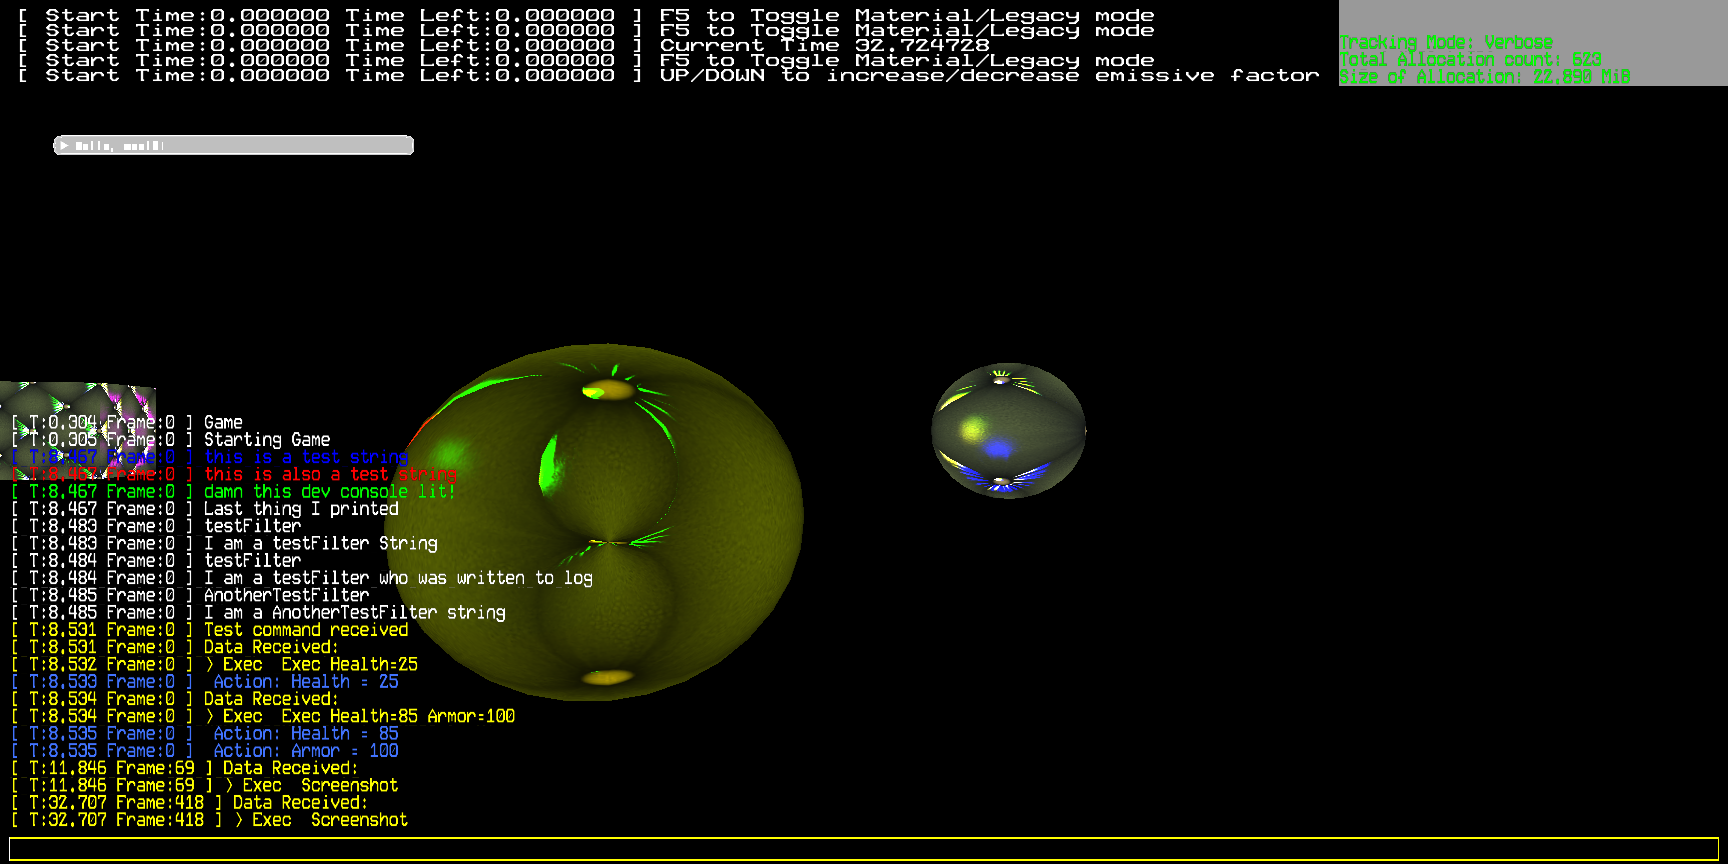 [ Start Time:0.000000 Time Left:0.000000 ] F5 to Toggle Material/Legacy mode
[ Start Time:0.000000 Time Left:0.000000 ] F5 to Toggle Material/Legacy mode
[ Start Time:0.000000 Time Left:0.000000 ] Current Time 32.724728
[ Start Time:0.000000 Time Left:0.000000 ] F5 to Toggle Material/Legacy mode
[ Start Time:0.000000 Time Left:0.000000 ] UP/DOWN to increase/decrease emissive factor
Tracking Mode: Verbose
Total Allocation count: 623
Size of Allocation: 22.890 MiB
Hello,
[ T:0.304 Frame:0 ] Game
[ T:0.305 Frame:0 ] Starting Game
[ T:8.467 Frame:0 ] this is a test string
[ T:8.467 Frame:0 ] this is also a test string
[ T:8.467 Frame:0 ] damn this dev console lit!
[ T:8.467 Frame:0 ] Last thing I printed
[ T:8.483 Frame:0 ] testFilter
[ T:8.483 Frame:0 ] I am a testFilter String
[ T:8.484 Frame:0 ] testFilter
[ T:8.484 Frame:0 ] I am a testFilter who was written to log
[ T:8.485 Frame:0 ] AnotherTestFilter
[ T:8.485 Frame:0 ] I am a AnotherTestFilter string
[ T:8.531 Frame:0 ] Test command received
[ T:8.531 Frame:0 ] Data Received:
[ T:8.532 Frame:0 ] > Exec  Exec Health=25
[ T:8.533 Frame:0 ]  Action: Health = 25
[ T:8.534 Frame:0 ] Data Received:
[ T:8.534 Frame:0 ] > Exec  Exec Health=85 Armor=100
[ T:8.535 Frame:0 ]  Action: Health = 85
[ T:8.535 Frame:0 ]  Action: Armor = 100
[ T:11.846 Frame:69 ] Data Received:
[ T:11.846 Frame:69 ] > Exec  Screenshot
[ T:32.707 Frame:418 ] Data Received:
[ T:32.707 Frame:418 ] > Exec  Screenshot